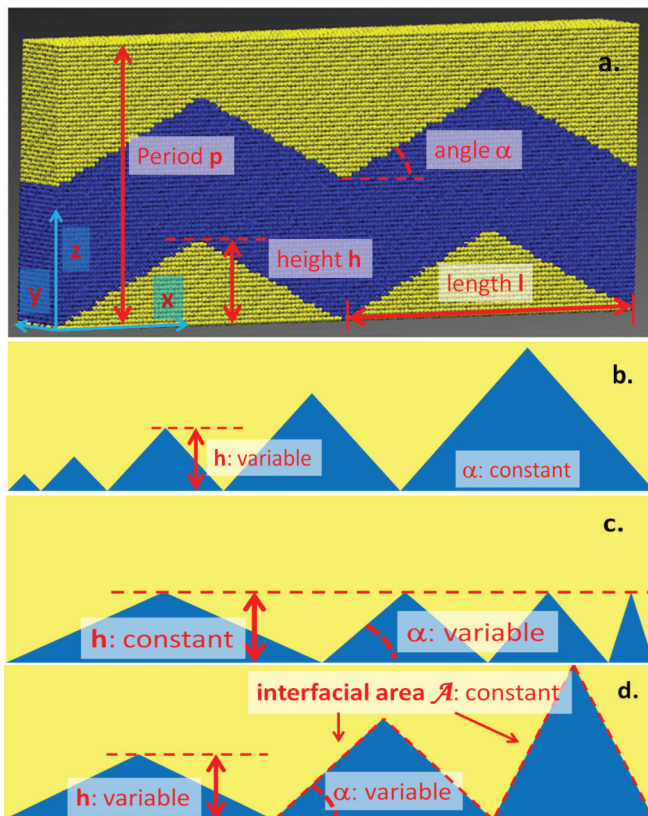 a.
Period p
angle α
z
height h
y
x
length l
b.
h: variable
α: constant
c.
h: constant
α: variable
interfacial area 𝒜: constant
d.
h: variable
α: variable